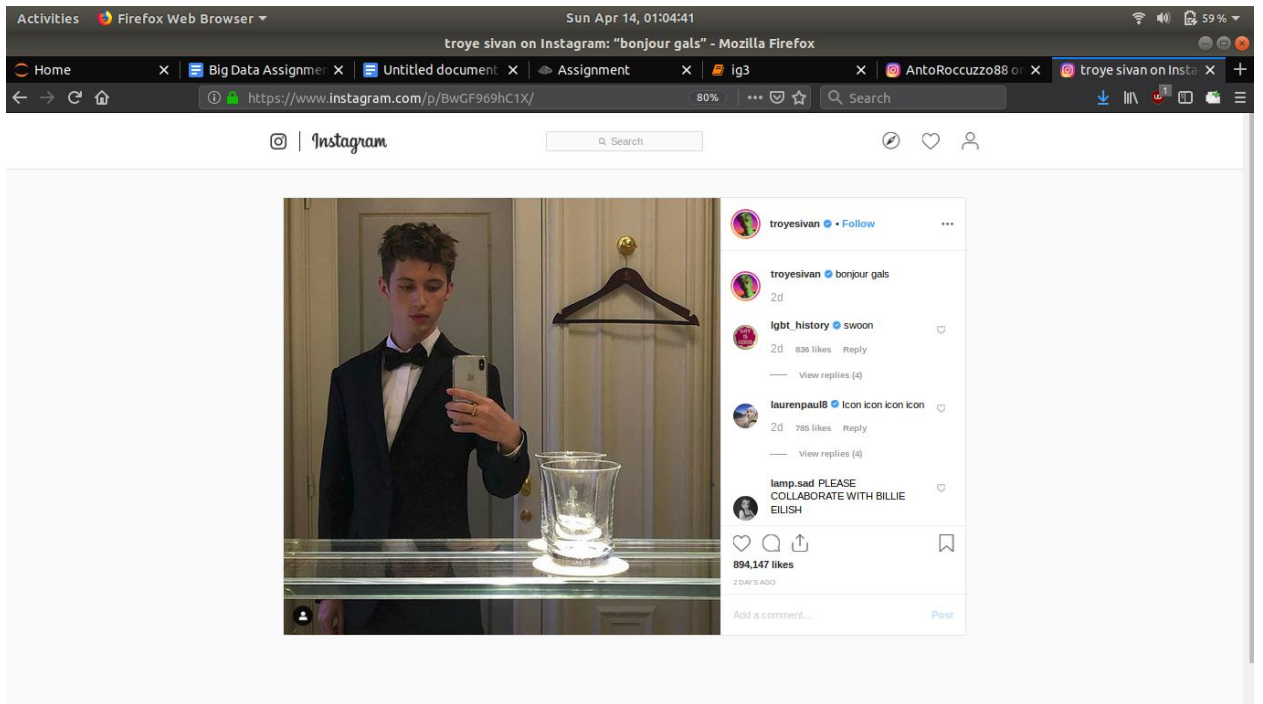 Activities Firefox Web Browser Sun Apr 14, 01:04:41 59 %
troye sivan on Instagram: “bonjour gals” - Mozilla Firefox
Home Big Data Assignmen Untitled document Assignment ig3 AntoRoccuzzo88 on troye sivan on Insta
https://www.instagram.com/p/BwGF969hC1X/ 80% Search 1
Instagram Search
troyesivan • Follow
troyesivan bonjour gals
2d
lgbt_history swoon
2d 836 likes Reply
View replies (4)
laurenpaul8 Icon icon icon icon
2d 785 likes Reply
View replies (4)
lamp.sad PLEASE
COLLABORATE WITH BILLIE
EILISH
894,147 likes
2 DAYS AGO
Add a comment... Post